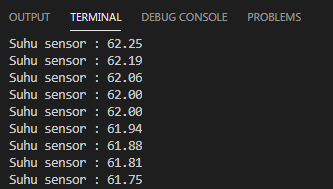 OUTPUT TERMINAL DEBUG CONSOLE PROBLEMS
Suhu sensor : 62.25
Suhu sensor : 62.19
Suhu sensor : 62.06
Suhu sensor : 62.00
Suhu sensor : 62.00
Suhu sensor : 61.94
Suhu sensor : 61.88
Suhu sensor : 61.81
Suhu sensor : 61.75